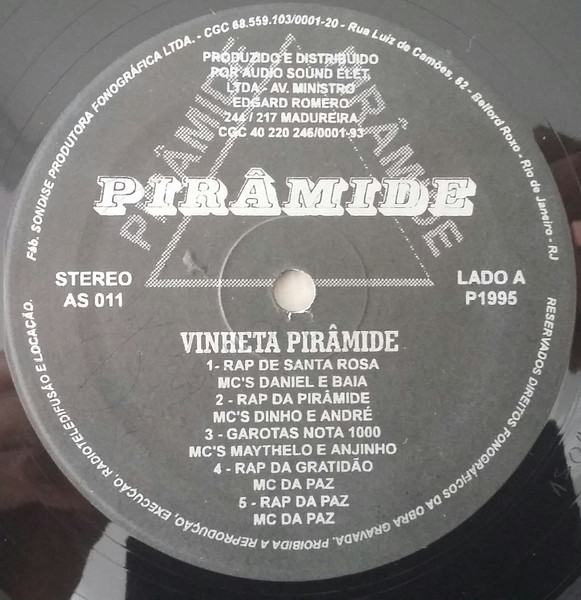 Fáb. SONDASE PRODUTORA FONOGRÁFICA LTDA. - CGC 68.559.103/0001-20 - Rua Luiz de Camões, 82 - Belford Roxo - Rio de Janeiro - RJ
PRODUZIDO E DISTRIBUIDO
POR AUDIO SOUND ELET.
LTDA - AV. MINISTRO
EDGARD ROMERO
244 / 217 MADUREIRA
CGC 40 220 246/0001-93
PIRÂMIDE
PIRÂMIDE
PIRÂMIDE
STEREO
AS 011
LADO A
P1995
VINHETA PIRÂMIDE
1- RAP DE SANTA ROSA
MC'S DANIEL E BAIA
2 - RAP DA PIRÂMIDE
MC'S DINHO E ANDRÉ
3 - GAROTAS NOTA 1000
MC'S MAYTHELO E ANJINHO
4 - RAP DA GRATIDÃO
MC DA PAZ
5 - RAP DA PAZ
MC DA PAZ
RESERVADOS DIREITOS FONOGRÁFICOS DA OBRA GRAVADA. PROIBIDA A REPRODUÇÃO, EXECUÇÃO, RADIOTELEDIFUSÃO E LOCAÇÃO.